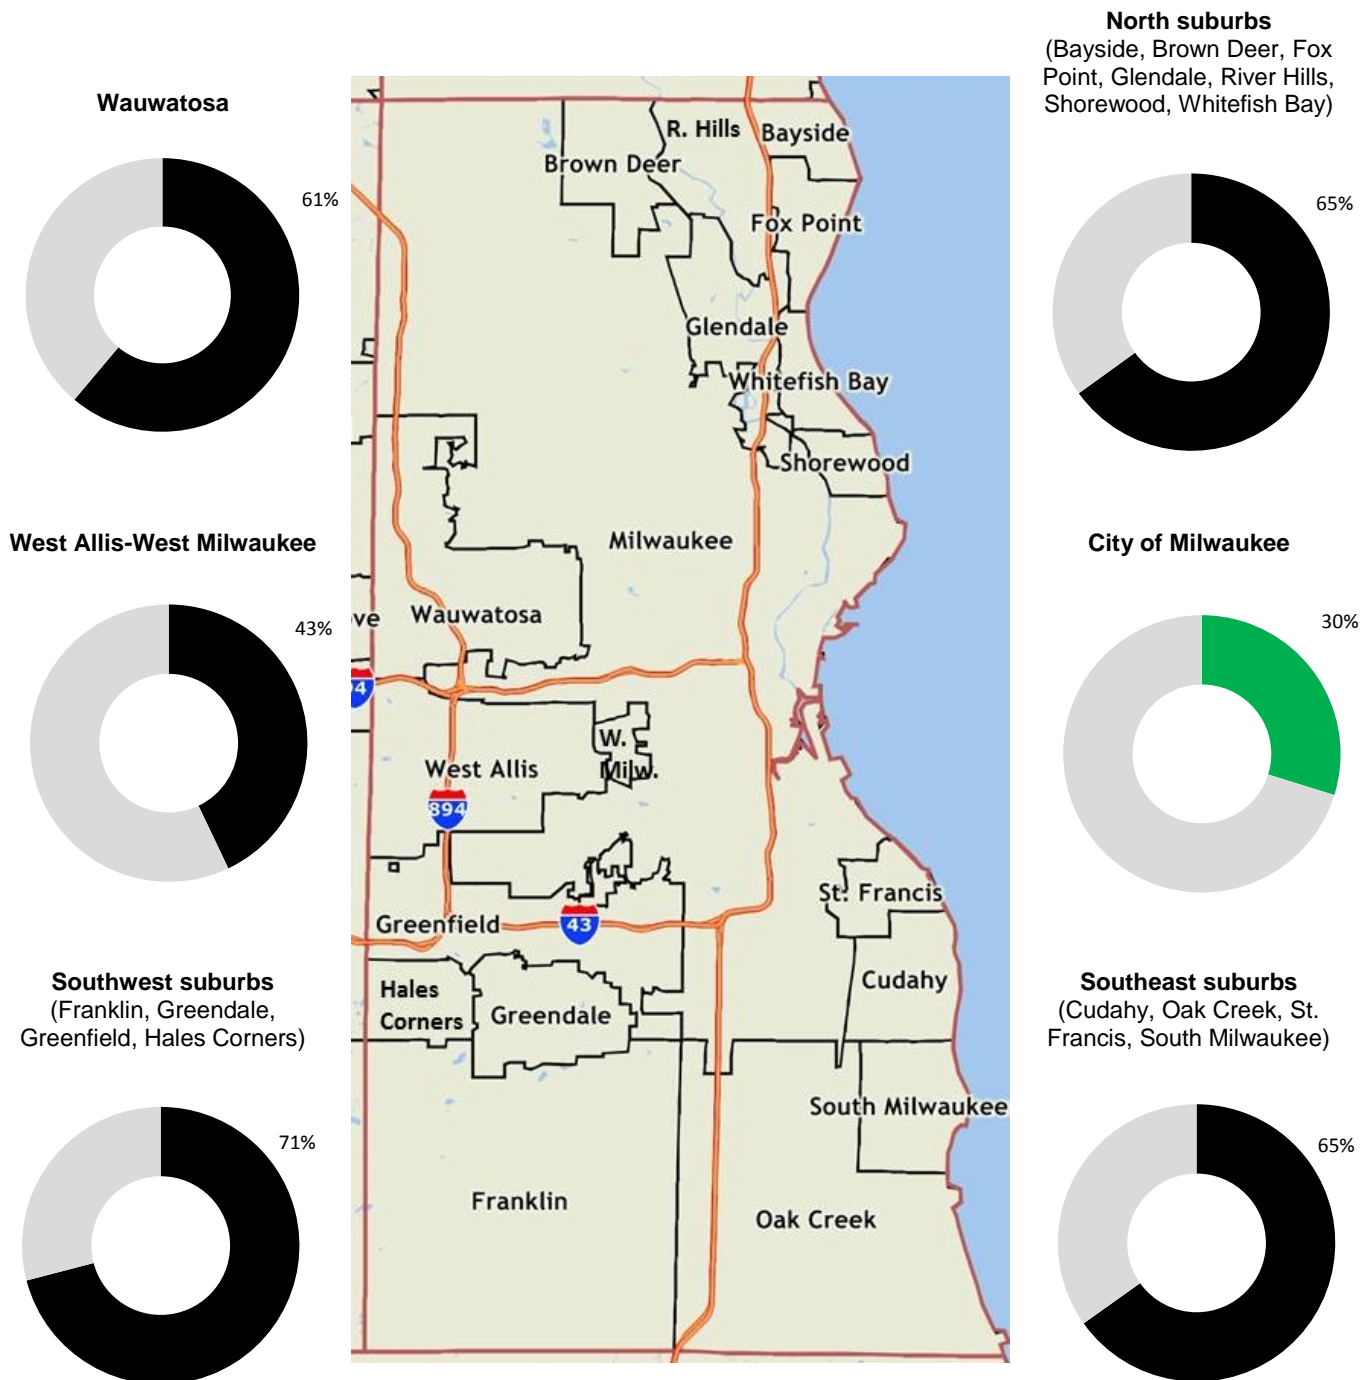 North suburbs
(Bayside, Brown Deer, Fox
Point, Glendale, River Hills,
Shorewood, Whitefish Bay)
65%
Wauwatosa
61%
West Allis-West Milwaukee
43%
City of Milwaukee
30%
Southwest suburbs
(Franklin, Greendale,
Greenfield, Hales Corners)
71%
Southeast suburbs
(Cudahy, Oak Creek, St.
Francis, South Milwaukee)
65%
R. Hills
Bayside
Brown Deer
Fox Point
Glendale
Whitefish Bay
Shorewood
Milwaukee
Wauwatosa
ve
94
W.
Milw.
West Allis
894
St. Francis
Greenfield
43
Cudahy
Hales
Corners
Greendale
South Milwaukee
Franklin
Oak Creek